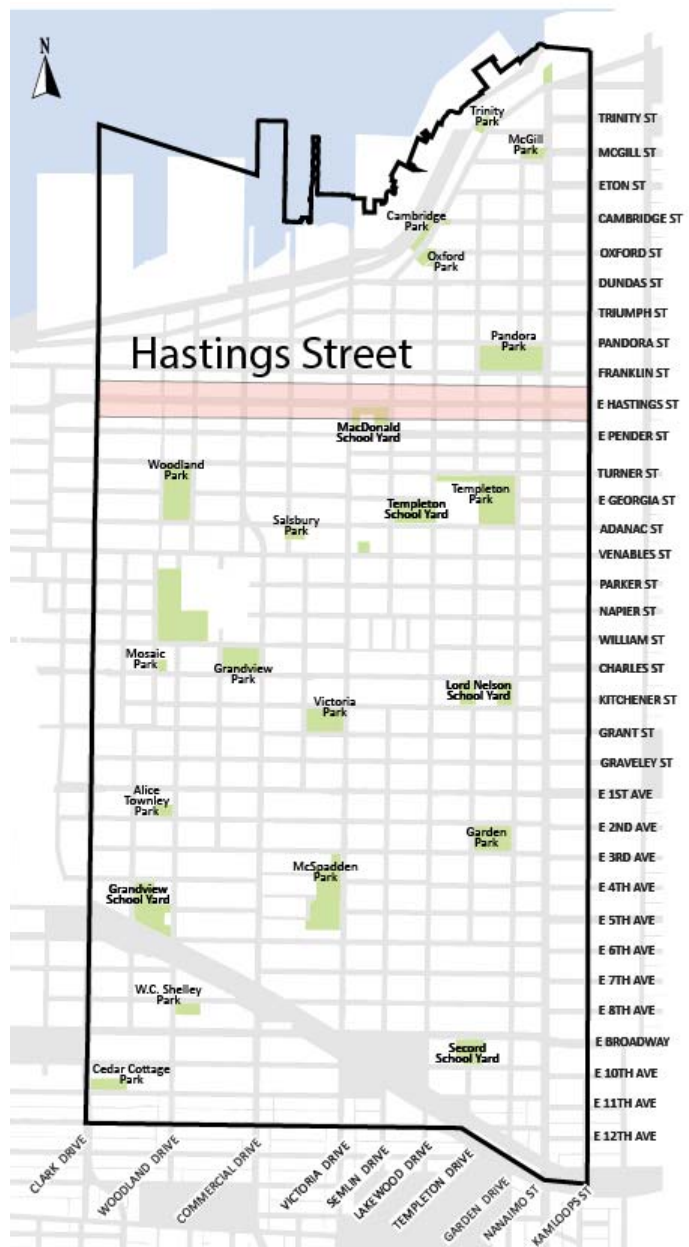 N
Trinity
Park
McGill
Park
Cambridge
Park
Oxford
Park
Pandora
Park
Hastings Street
MacDonald
School Yard
Woodland
Park
Templeton
School Yard
Templeton
Park
Salsbury
Park
Mosaic
Park
Grandview
Park
Lord Nelson
School Yard
Victoria
Park
Alice
Townley
Park
Garden
Park
McSpadden
Park
Grandview
School Yard
W.C. Shelley
Park
Secord
School Yard
Cedar Cottage
Park
TRINITY ST
MCGILL ST
ETON ST
CAMBRIDGE ST
OXFORD ST
DUNDAS ST
TRIUMPH ST
PANDORA ST
FRANKLIN ST
E HASTINGS ST
E PENDER ST
TURNER ST
E GEORGIA ST
ADANAC ST
VENABLES ST
PARKER ST
NAPIER ST
WILLIAM ST
CHARLES ST
KITCHENER ST
GRANT ST
GRAVELEY ST
E 1ST AVE
E 2ND AVE
E 3RD AVE
E 4TH AVE
E 5TH AVE
E 6TH AVE
E 7TH AVE
E 8TH AVE
E BROADWAY
E 10TH AVE
E 11TH AVE
E 12TH AVE
CLARK DRIVE
WOODLAND DRIVE
COMMERCIAL DRIVE
VICTORIA DRIVE
SEMLIN DRIVE
LAKEWOOD DRIVE
TEMPLETON DRIVE
GARDEN DRIVE
NANAIMO ST
KAMLOOPS ST